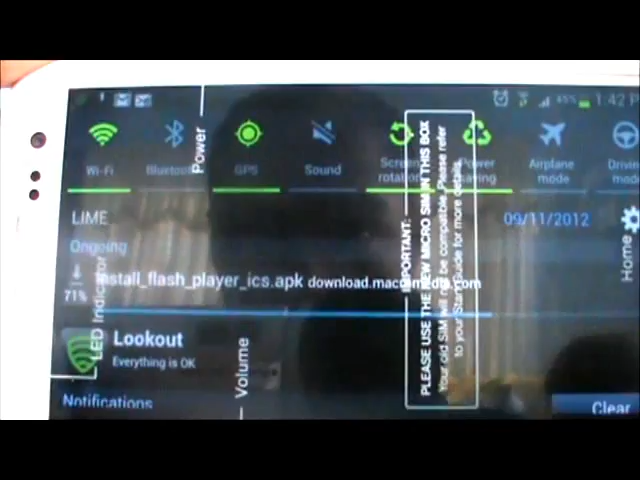 45% 1:42
Wi-Fi Bluetooth GPS Sound Screen rotation Power saving Airplane mode
LIME 09/11/2012
Ongoing
install_flash_player_ics.apk download.macromedia.com
71%
Lookout
Everything is OK
Notifications Clear
Power
LED Indicator
Volume
Home
IMPORTANT:
PLEASE USE THE NEW MICRO SIM IN THIS BOX
Your old SIM will not be compatible. Please refer
to your Start Guide for more details.